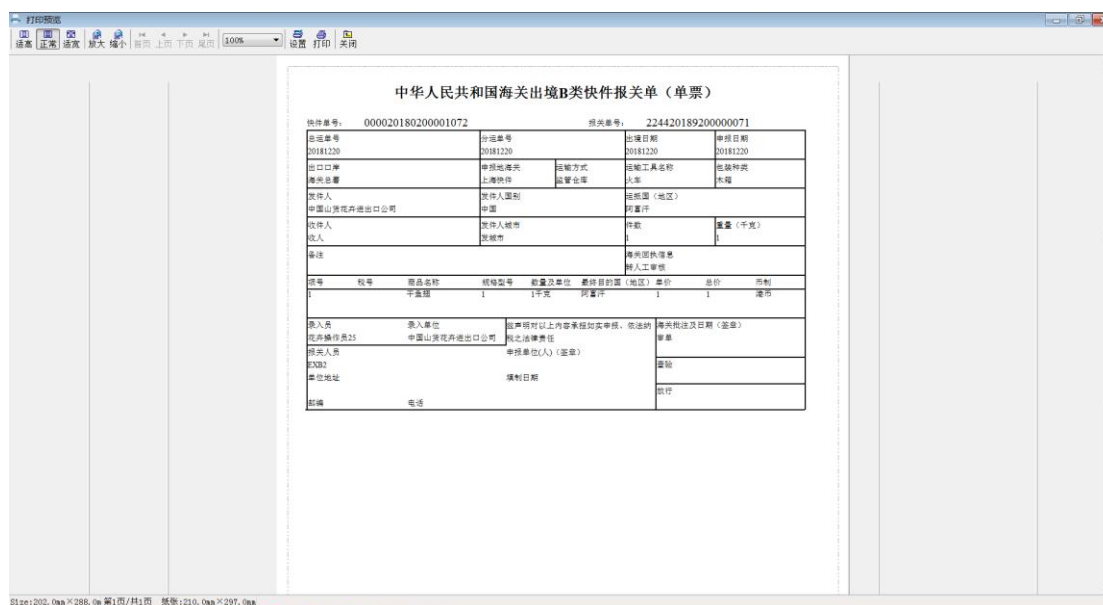 打印预览
适高 正常 适宽 放大 缩小 首页 上页 下页 尾页 100% 设置 打印 关闭
中华人民共和国海关出境B类快件报关单（单票）
快件单号： 000020180200001072 报关单号： 224420189200000071
总运单号 分运单号 出境日期 申报日期
20181220 20181220 20181220 20181220
出口口岸 申报地海关 运输方式 运输工具名称 包装种类
海关总署 上海快件 监管仓库 火车 木箱
发件人 发件人国别 运抵国（地区）
中国山货花卉进出口公司 中国 阿富汗
收件人 发件人城市 件数 重量（千克）
收人 发城市 1 1
备注 海关回执信息
转人工审核
项号 税号 商品名称 规格型号 数量及单位 最终目的国（地区） 单价 总价 币制
1 干鱼翅 1 1千克 阿富汗 1 1 港币
录入员 录入单位 兹声明对以上内容承担如实申报、依法纳 海关批注及日期（签章）
花卉操作员25 中国山货花卉进出口公司 税之法律责任 审单
报关人员 申报单位(人)（签章）
EXB2 查验
单位地址 填制日期
放行
邮编 电话
Size:202.0mm×288.0m 第1页/共1页 纸张:210.0mm×297.0mm